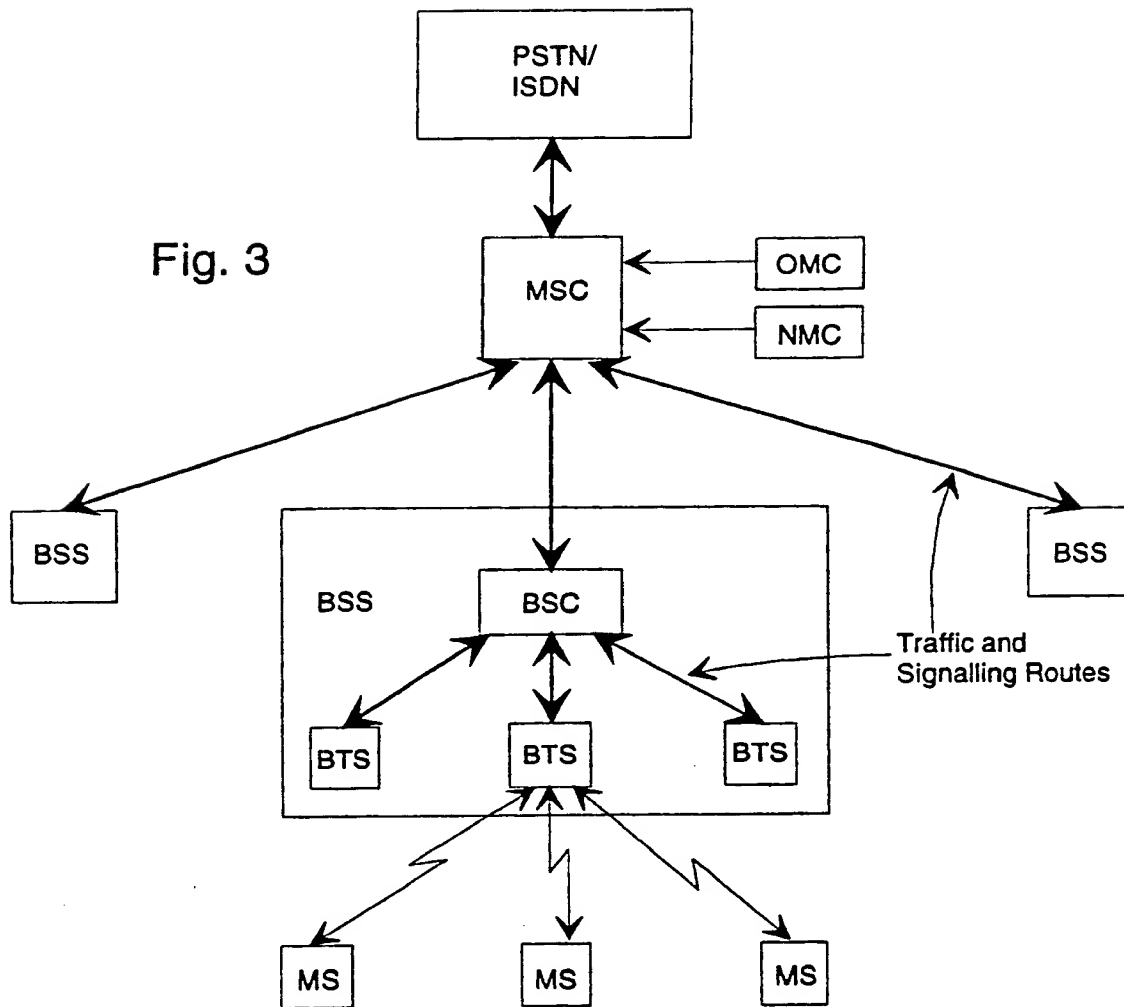 PSTN/
ISDN
Fig. 3
MSC
OMC
NMC
BSS
BSS
BSC
BSS
Traffic and
Signalling Routes
BTS
BTS
BTS
MS
MS
MS